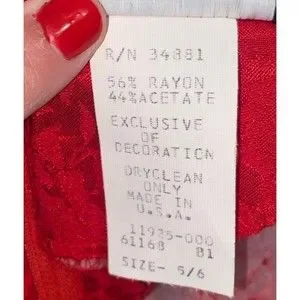 R/N 34881
56% RAYON
44% ACETATE
EXCLUSIVE
OF
DECORATION
DRYCLEAN
ONLY
MADE IN
U.S.A.
11935-000
61168 B1
SIZE- 5/6